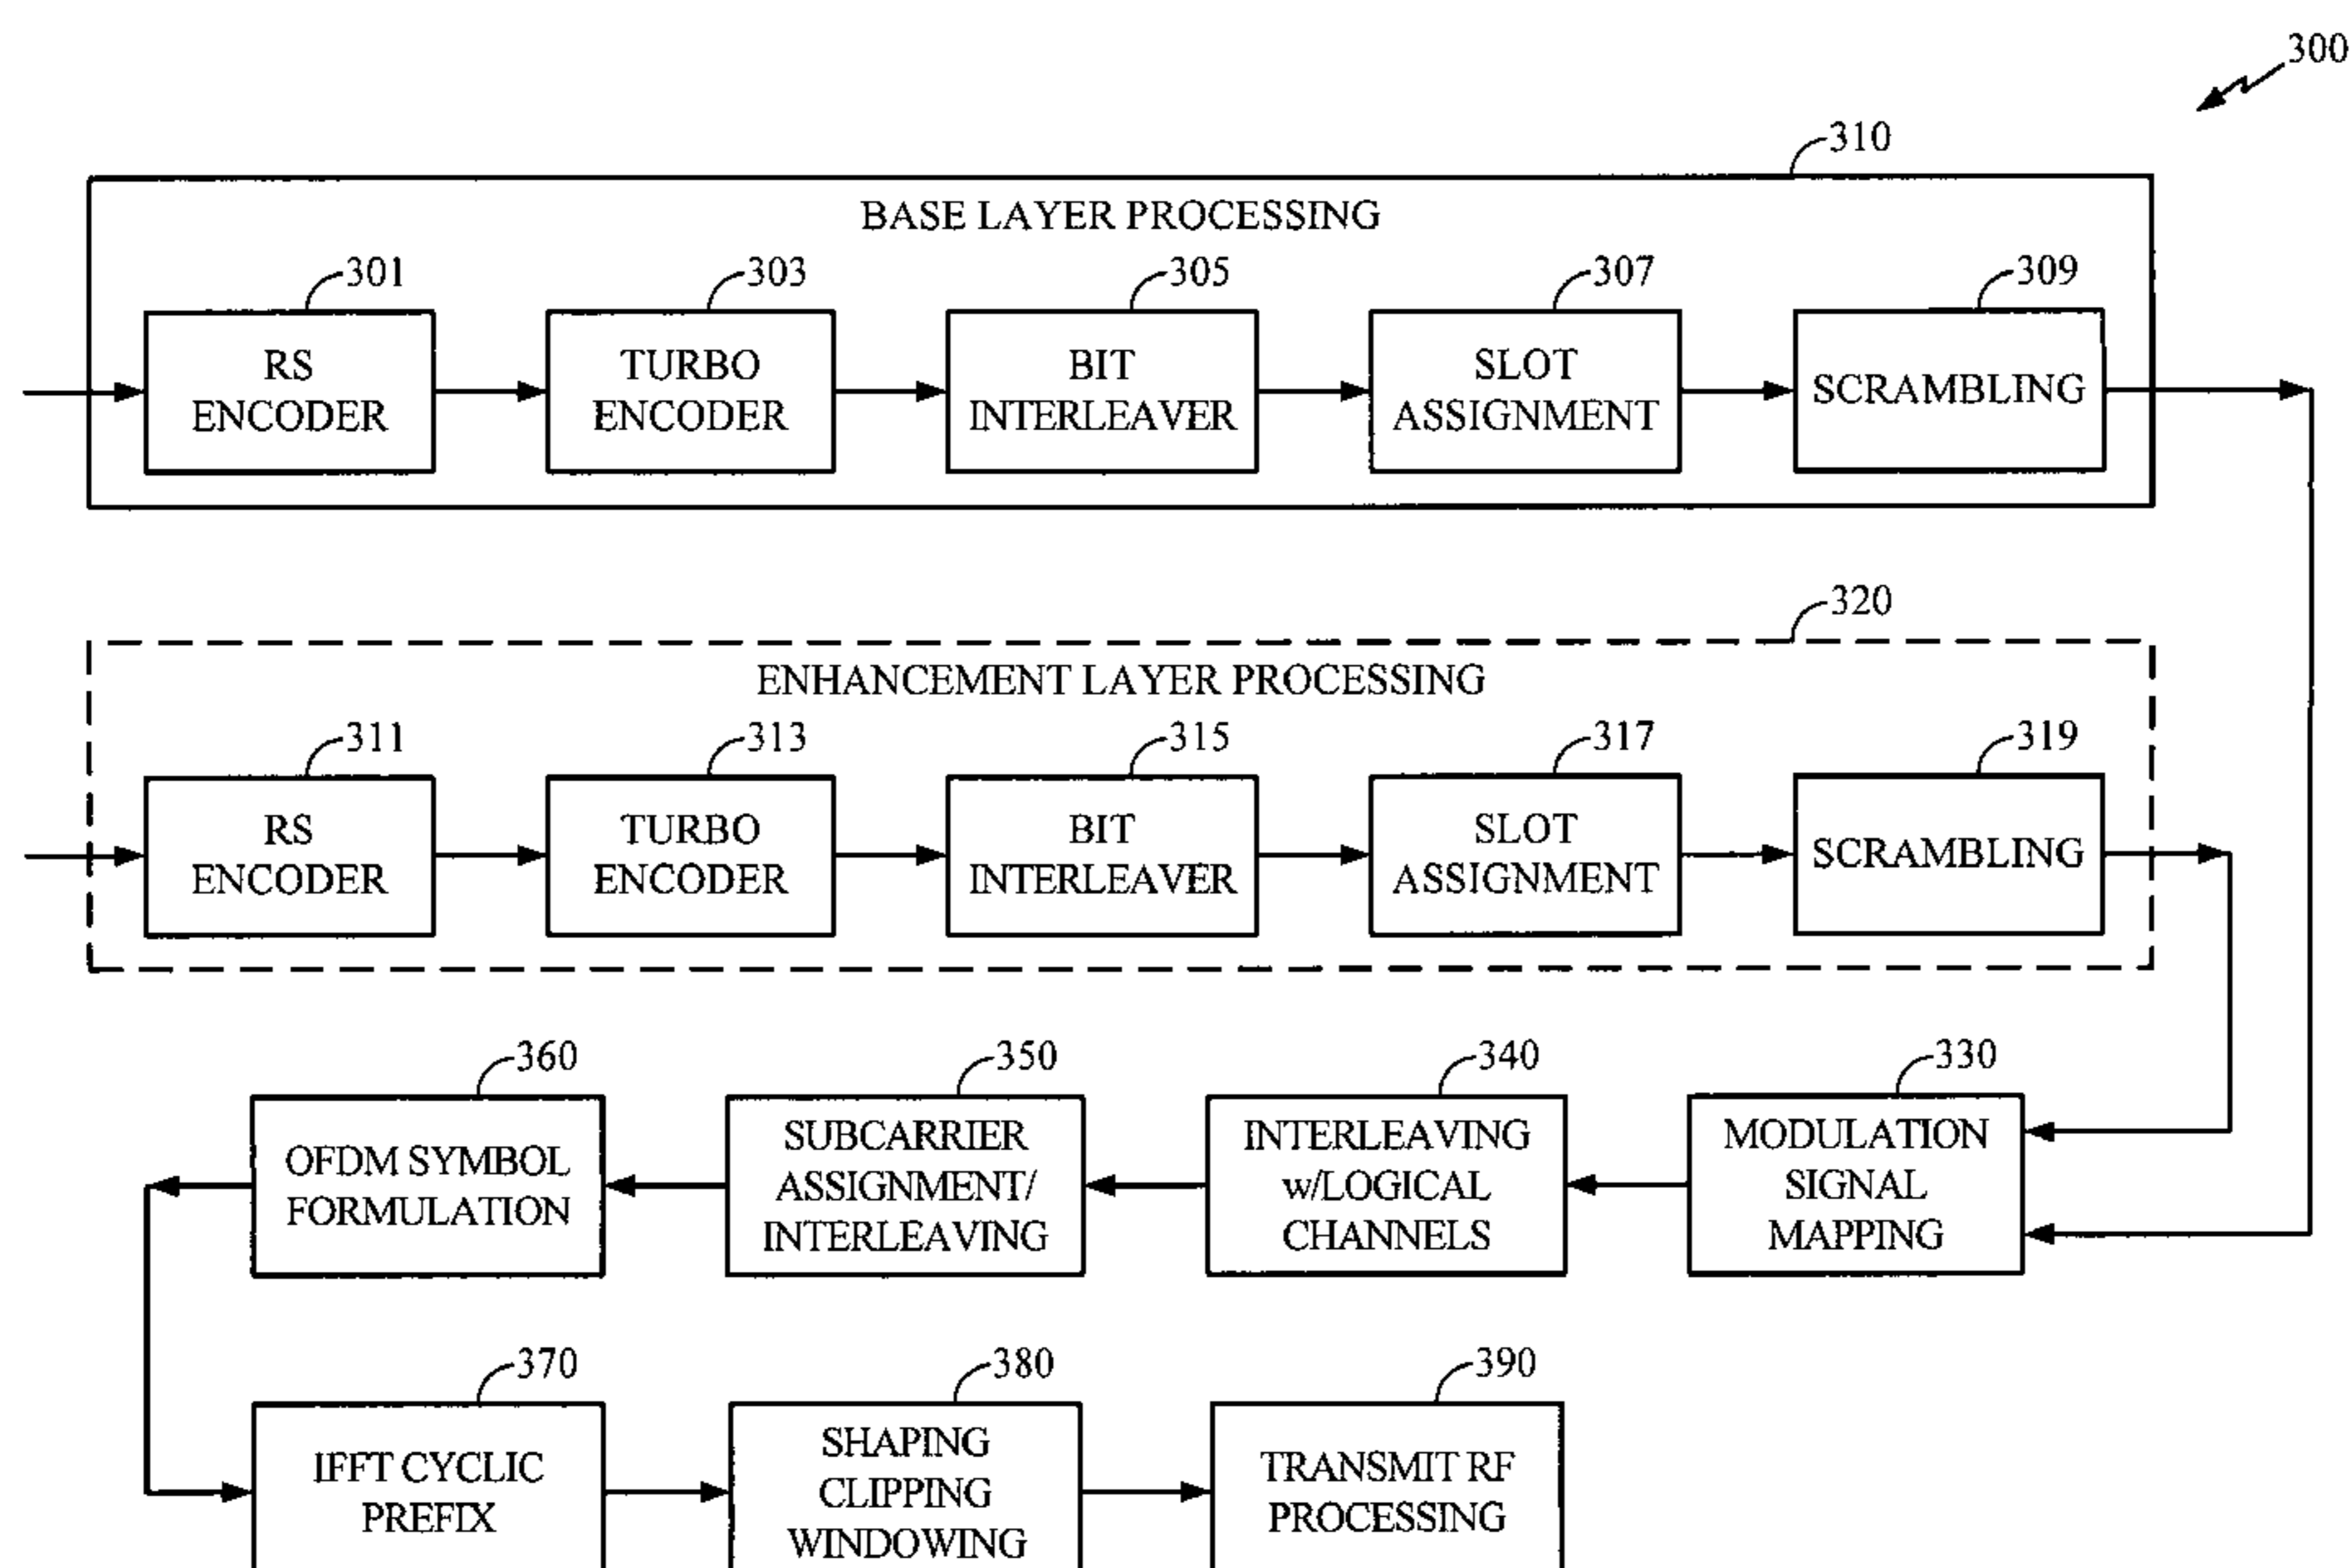 300
310
BASE LAYER PROCESSING
301
303
305
307
309
RS
ENCODER
TURBO
ENCODER
BIT
INTERLEAVER
SLOT
ASSIGNMENT
SCRAMBLING
320
ENHANCEMENT LAYER PROCESSING
311
313
315
317
319
RS
ENCODER
TURBO
ENCODER
BIT
INTERLEAVER
SLOT
ASSIGNMENT
SCRAMBLING
360
350
340
330
OFDM SYMBOL
FORMULATION
SUBCARRIER
ASSIGNMENT/
INTERLEAVING
INTERLEAVING
w/LOGICAL
CHANNELS
MODULATION
SIGNAL
MAPPING
370
380
390
IFFT CYCLIC
PREFIX
SHAPING
CLIPPING
WINDOWING
TRANSMIT RF
PROCESSING